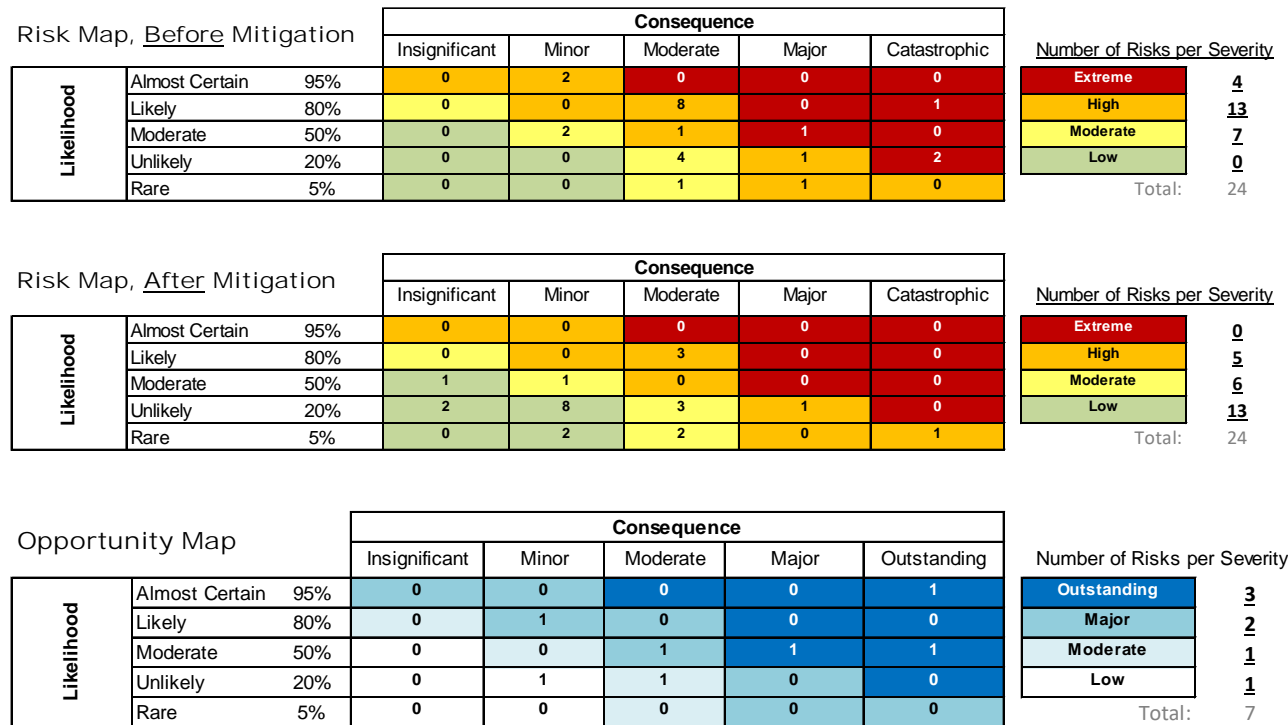 Risk Map, Before Mitigation
Consequence
Insignificant Minor Moderate Major Catastrophic
Number of Risks per Severity
Likelihood
Almost Certain 95% 0 2 0 0 0 Extreme 4
Likely 80% 0 0 8 0 1 High 13
Moderate 50% 0 2 1 1 0 Moderate 7
Unlikely 20% 0 0 4 1 2 Low 0
Rare 5% 0 0 1 1 0 Total: 24
Risk Map, After Mitigation
Consequence
Insignificant Minor Moderate Major Catastrophic
Number of Risks per Severity
Likelihood
Almost Certain 95% 0 0 0 0 0 Extreme 0
Likely 80% 0 0 3 0 0 High 5
Moderate 50% 1 1 0 0 0 Moderate 6
Unlikely 20% 2 8 3 1 0 Low 13
Rare 5% 0 2 2 0 1 Total: 24
Opportunity Map
Consequence
Insignificant Minor Moderate Major Outstanding
Number of Risks per Severity
Likelihood
Almost Certain 95% 0 0 0 0 1 Outstanding 3
Likely 80% 0 1 0 0 0 Major 2
Moderate 50% 0 0 1 1 1 Moderate 1
Unlikely 20% 0 1 1 0 0 Low 1
Rare 5% 0 0 0 0 0 Total: 7